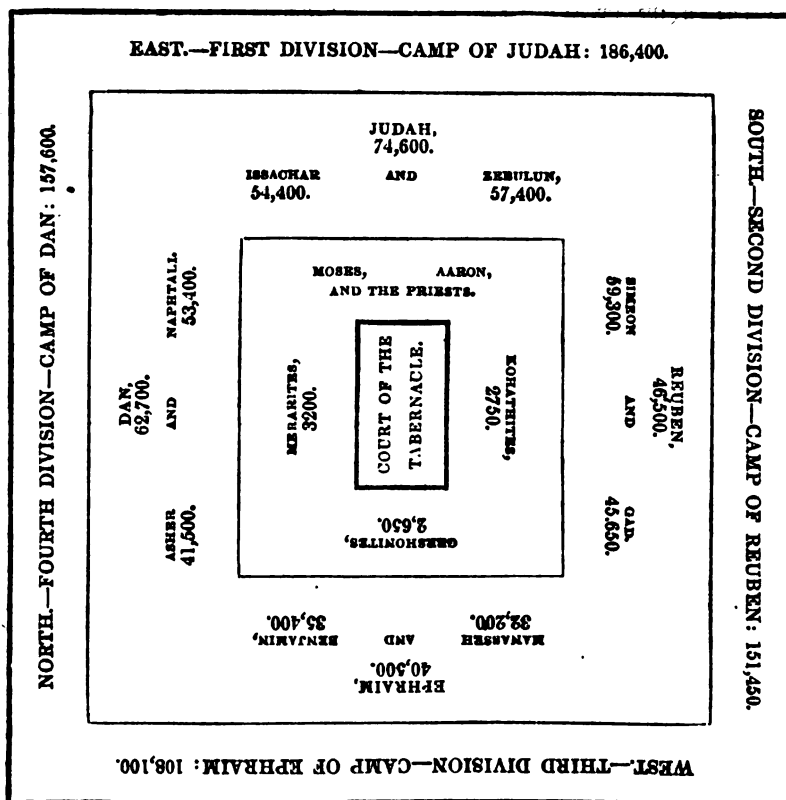 EAST.—FIRST DIVISION—CAMP OF JUDAH: 186,400.
JUDAH,
74,600.
ISSACHAR AND ZEBULUN,
54,400. 57,400.
SOUTH.—SECOND DIVISION—CAMP OF REUBEN: 151,450.
SIMEON AND GAD.
59,300. 45.650.
REUBEN,
46,500.
WEST.—THIRD DIVISION—CAMP OF EPHRAIM: 108,100.
EPHRAIM,
40,500.
MANASSEH AND BENJAMIN,
32,200. 35,400.
NORTH.—FOURTH DIVISION—CAMP OF DAN: 157,600.
DAN,
62,700.
ASHER AND NAPHTALI.
41,500. 53,400.
MOSES, AARON,
AND THE PRIESTS.
MERARITES,
3200.
COURT OF THE
TABERNACLE.
KOHATHITES,
2750.
GERSHONITES,
2,650.